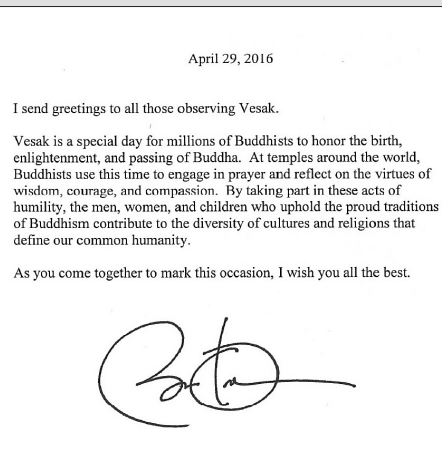 April 29, 2016
I send greetings to all those observing Vesak.
Vesak is a special day for millions of Buddhists to honor the birth,
enlightenment, and passing of Buddha.  At temples around the world,
Buddhists use this time to engage in prayer and reflect on the virtues of
wisdom, courage, and compassion.  By taking part in these acts of
humility, the men, women, and children who uphold the proud traditions
of Buddhism contribute to the diversity of cultures and religions that
define our common humanity.
As you come together to mark this occasion, I wish you all the best.